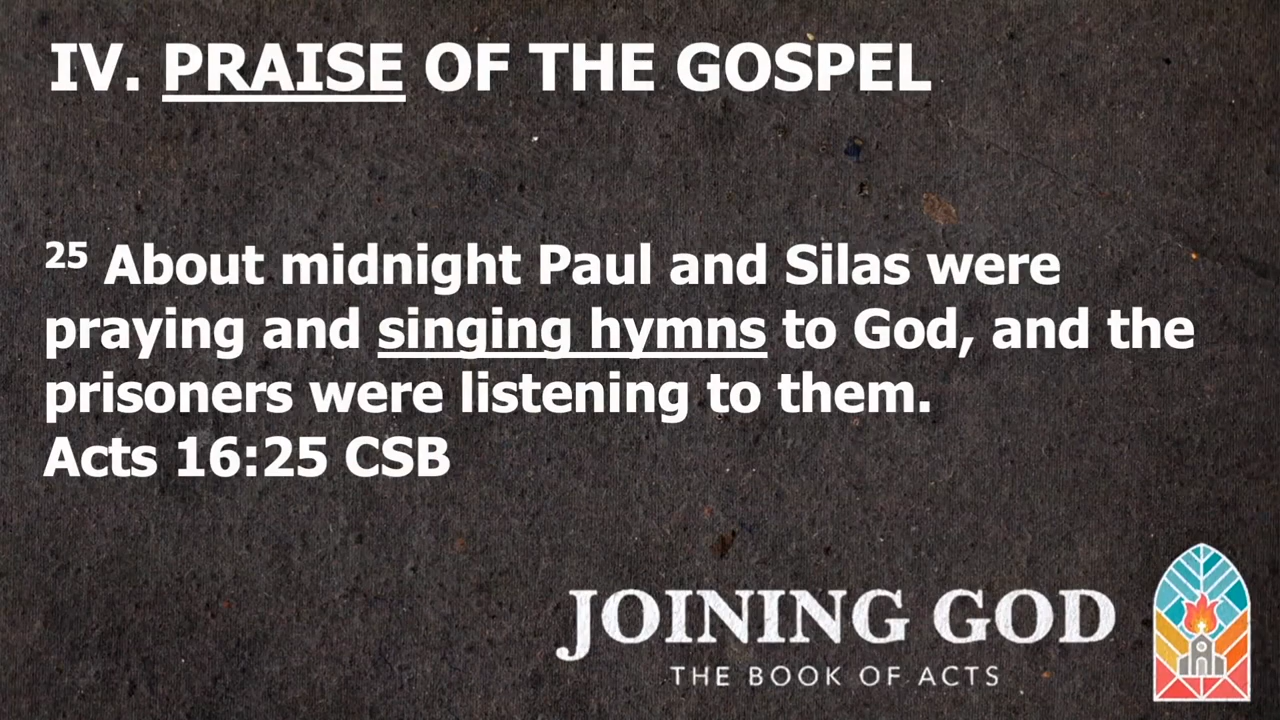 IV. PRAISE OF THE GOSPEL
25 About midnight Paul and Silas were
praying and singing hymns to God, and the
prisoners were listening to them.
Acts 16:25 CSB
JOINING GOD
THE BOOK OF ACTS